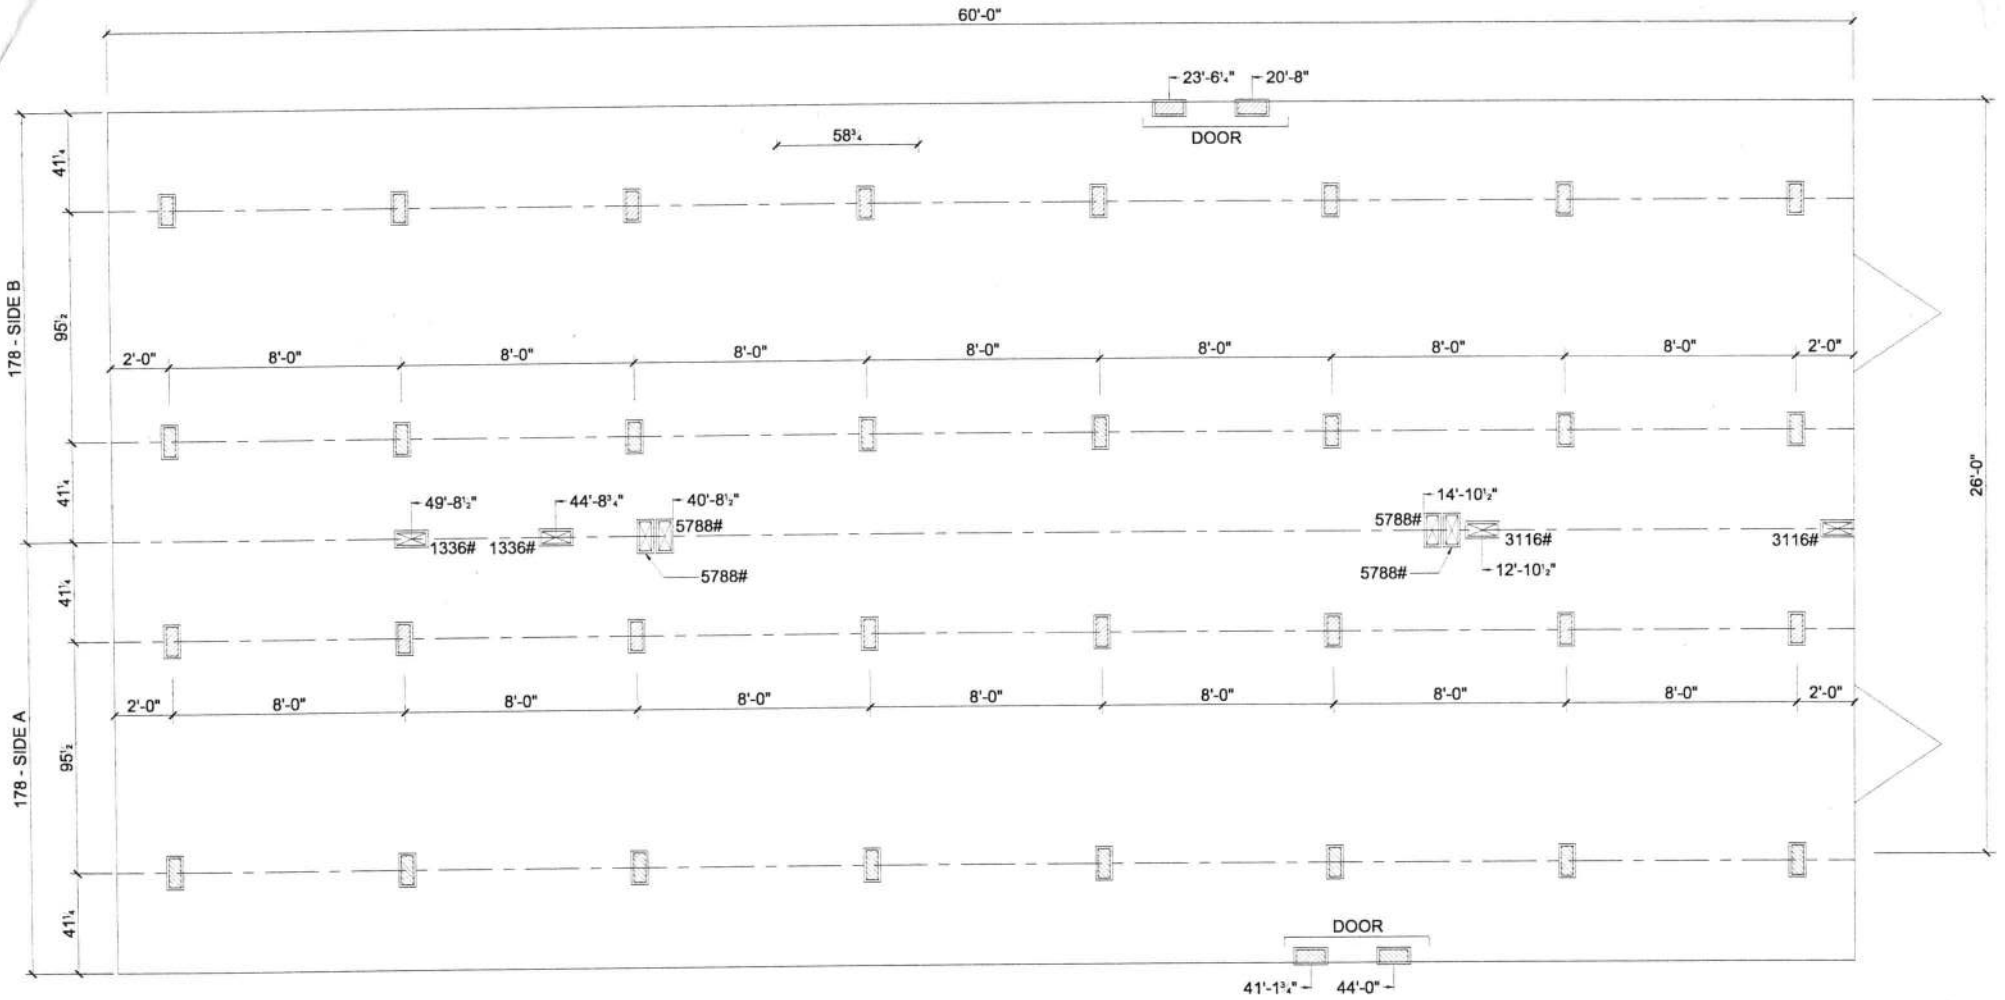 60'-0"
23'-6¼" 20'-8"
DOOR
58¾
41¼
178 - SIDE B
95½
2'-0" 8'-0" 8'-0" 8'-0" 8'-0" 8'-0" 8'-0" 8'-0" 2'-0"
26'-0"
41¼
49'-8½" 44'-8¾" 40'-8½" 14'-10½"
5788# 5788#
1336# 1336# 3116# 3116#
5788# 5788# 12'-10½"
41¼
2'-0" 8'-0" 8'-0" 8'-0" 8'-0" 8'-0" 8'-0" 8'-0" 2'-0"
178 - SIDE A
95½
41¼
DOOR
41'-1¾" 44'-0"